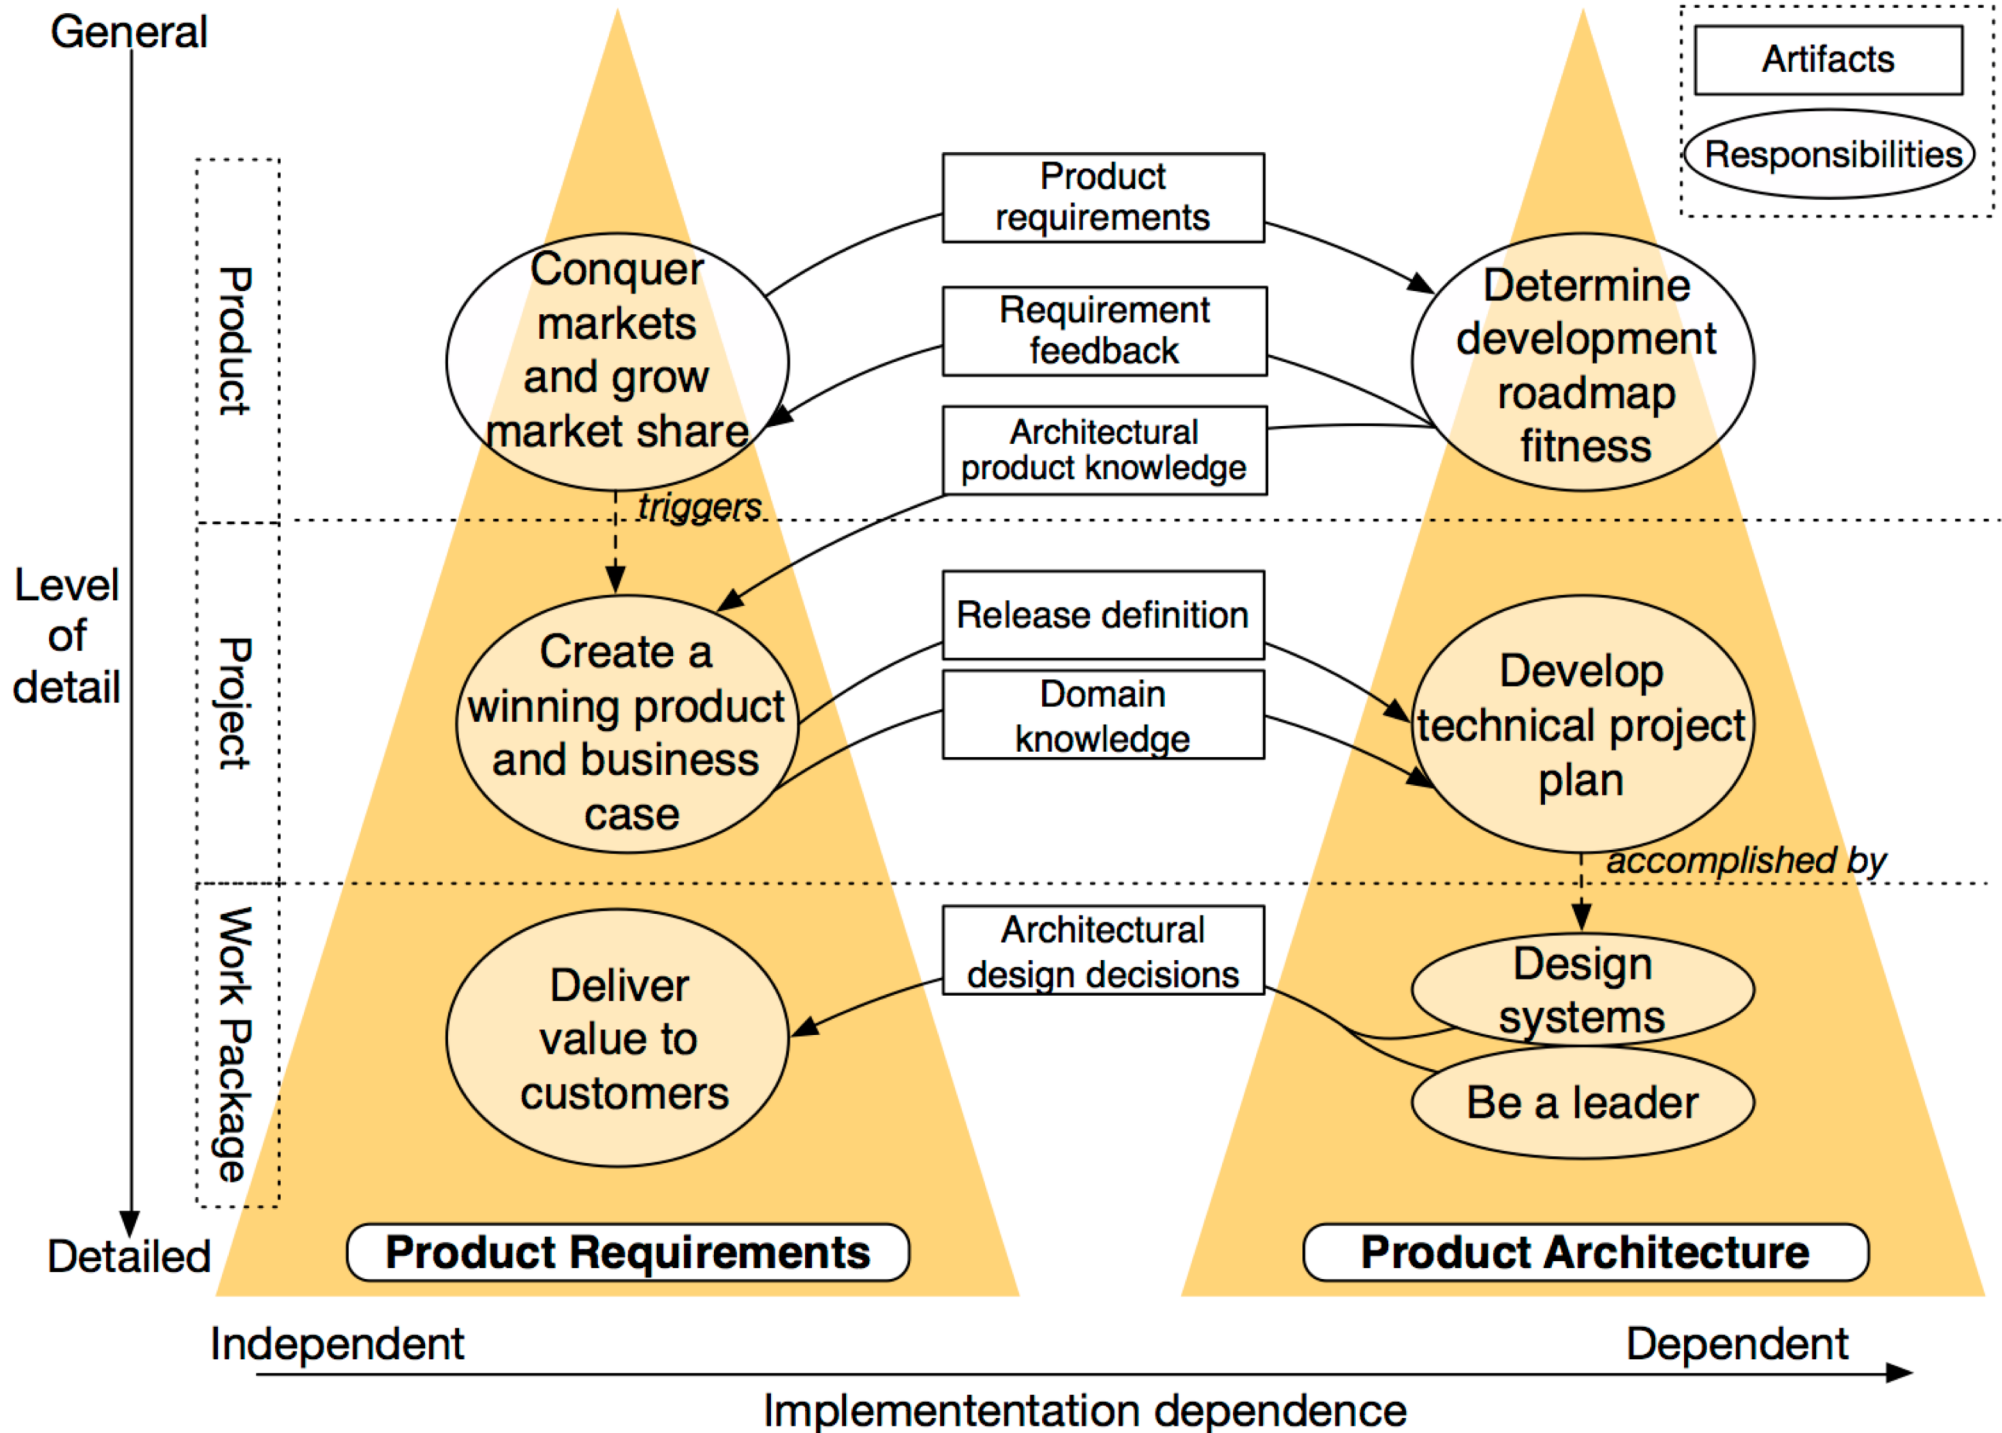 General
Artifacts
Responsibilities
Product
requirements
Conquer
markets
and grow
market share
Requirement
feedback
Determine
development
roadmap
fitness
Product
Architectural
product knowledge
triggers
Level
of
detail
Project
Release definition
Create a
winning product
and business
case
Domain
knowledge
Develop
technical project
plan
accomplished by
Work Package
Architectural
design decisions
Deliver
value to
customers
Design
systems
Be a leader
Detailed
Product Requirements
Product Architecture
Independent
Dependent
Implemententation dependence